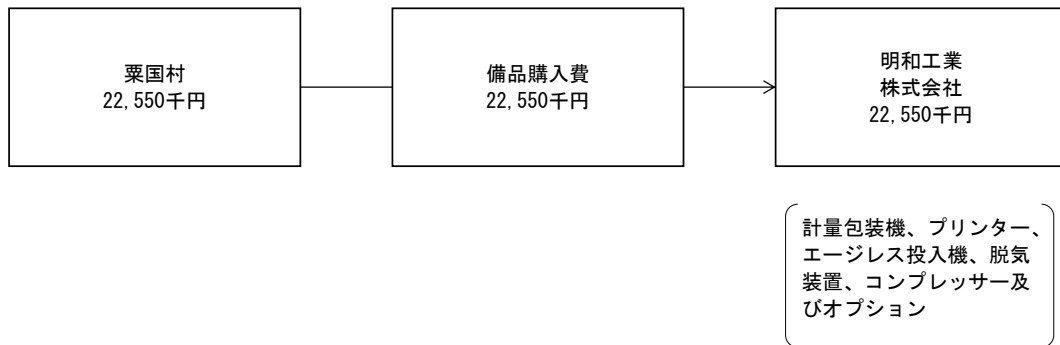 粟国村
22,550千円
備品購入費
22,550千円
明和工業
株式会社
22,550千円
計量包装機、プリンター、
エージレス投入機、脱気
装置、コンプレッサー及
びオプション